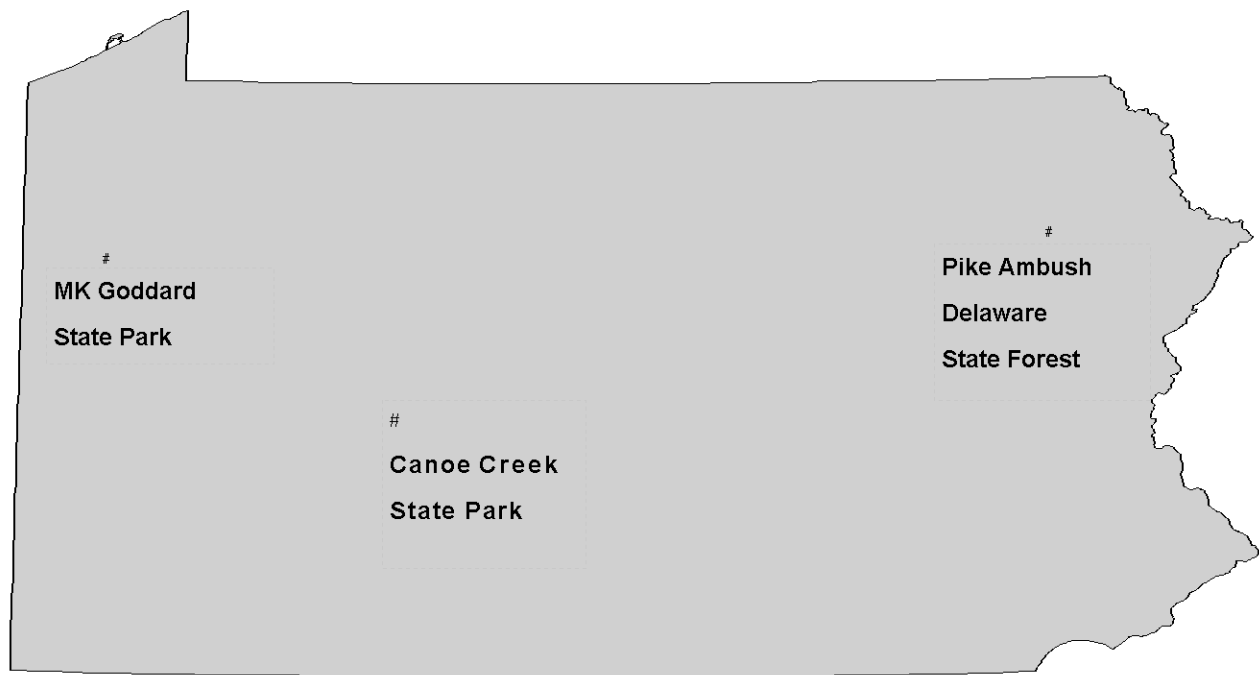 #
MK Goddard
State Park
#
Canoe Creek
State Park
#
Pike Ambush
Delaware
State Forest